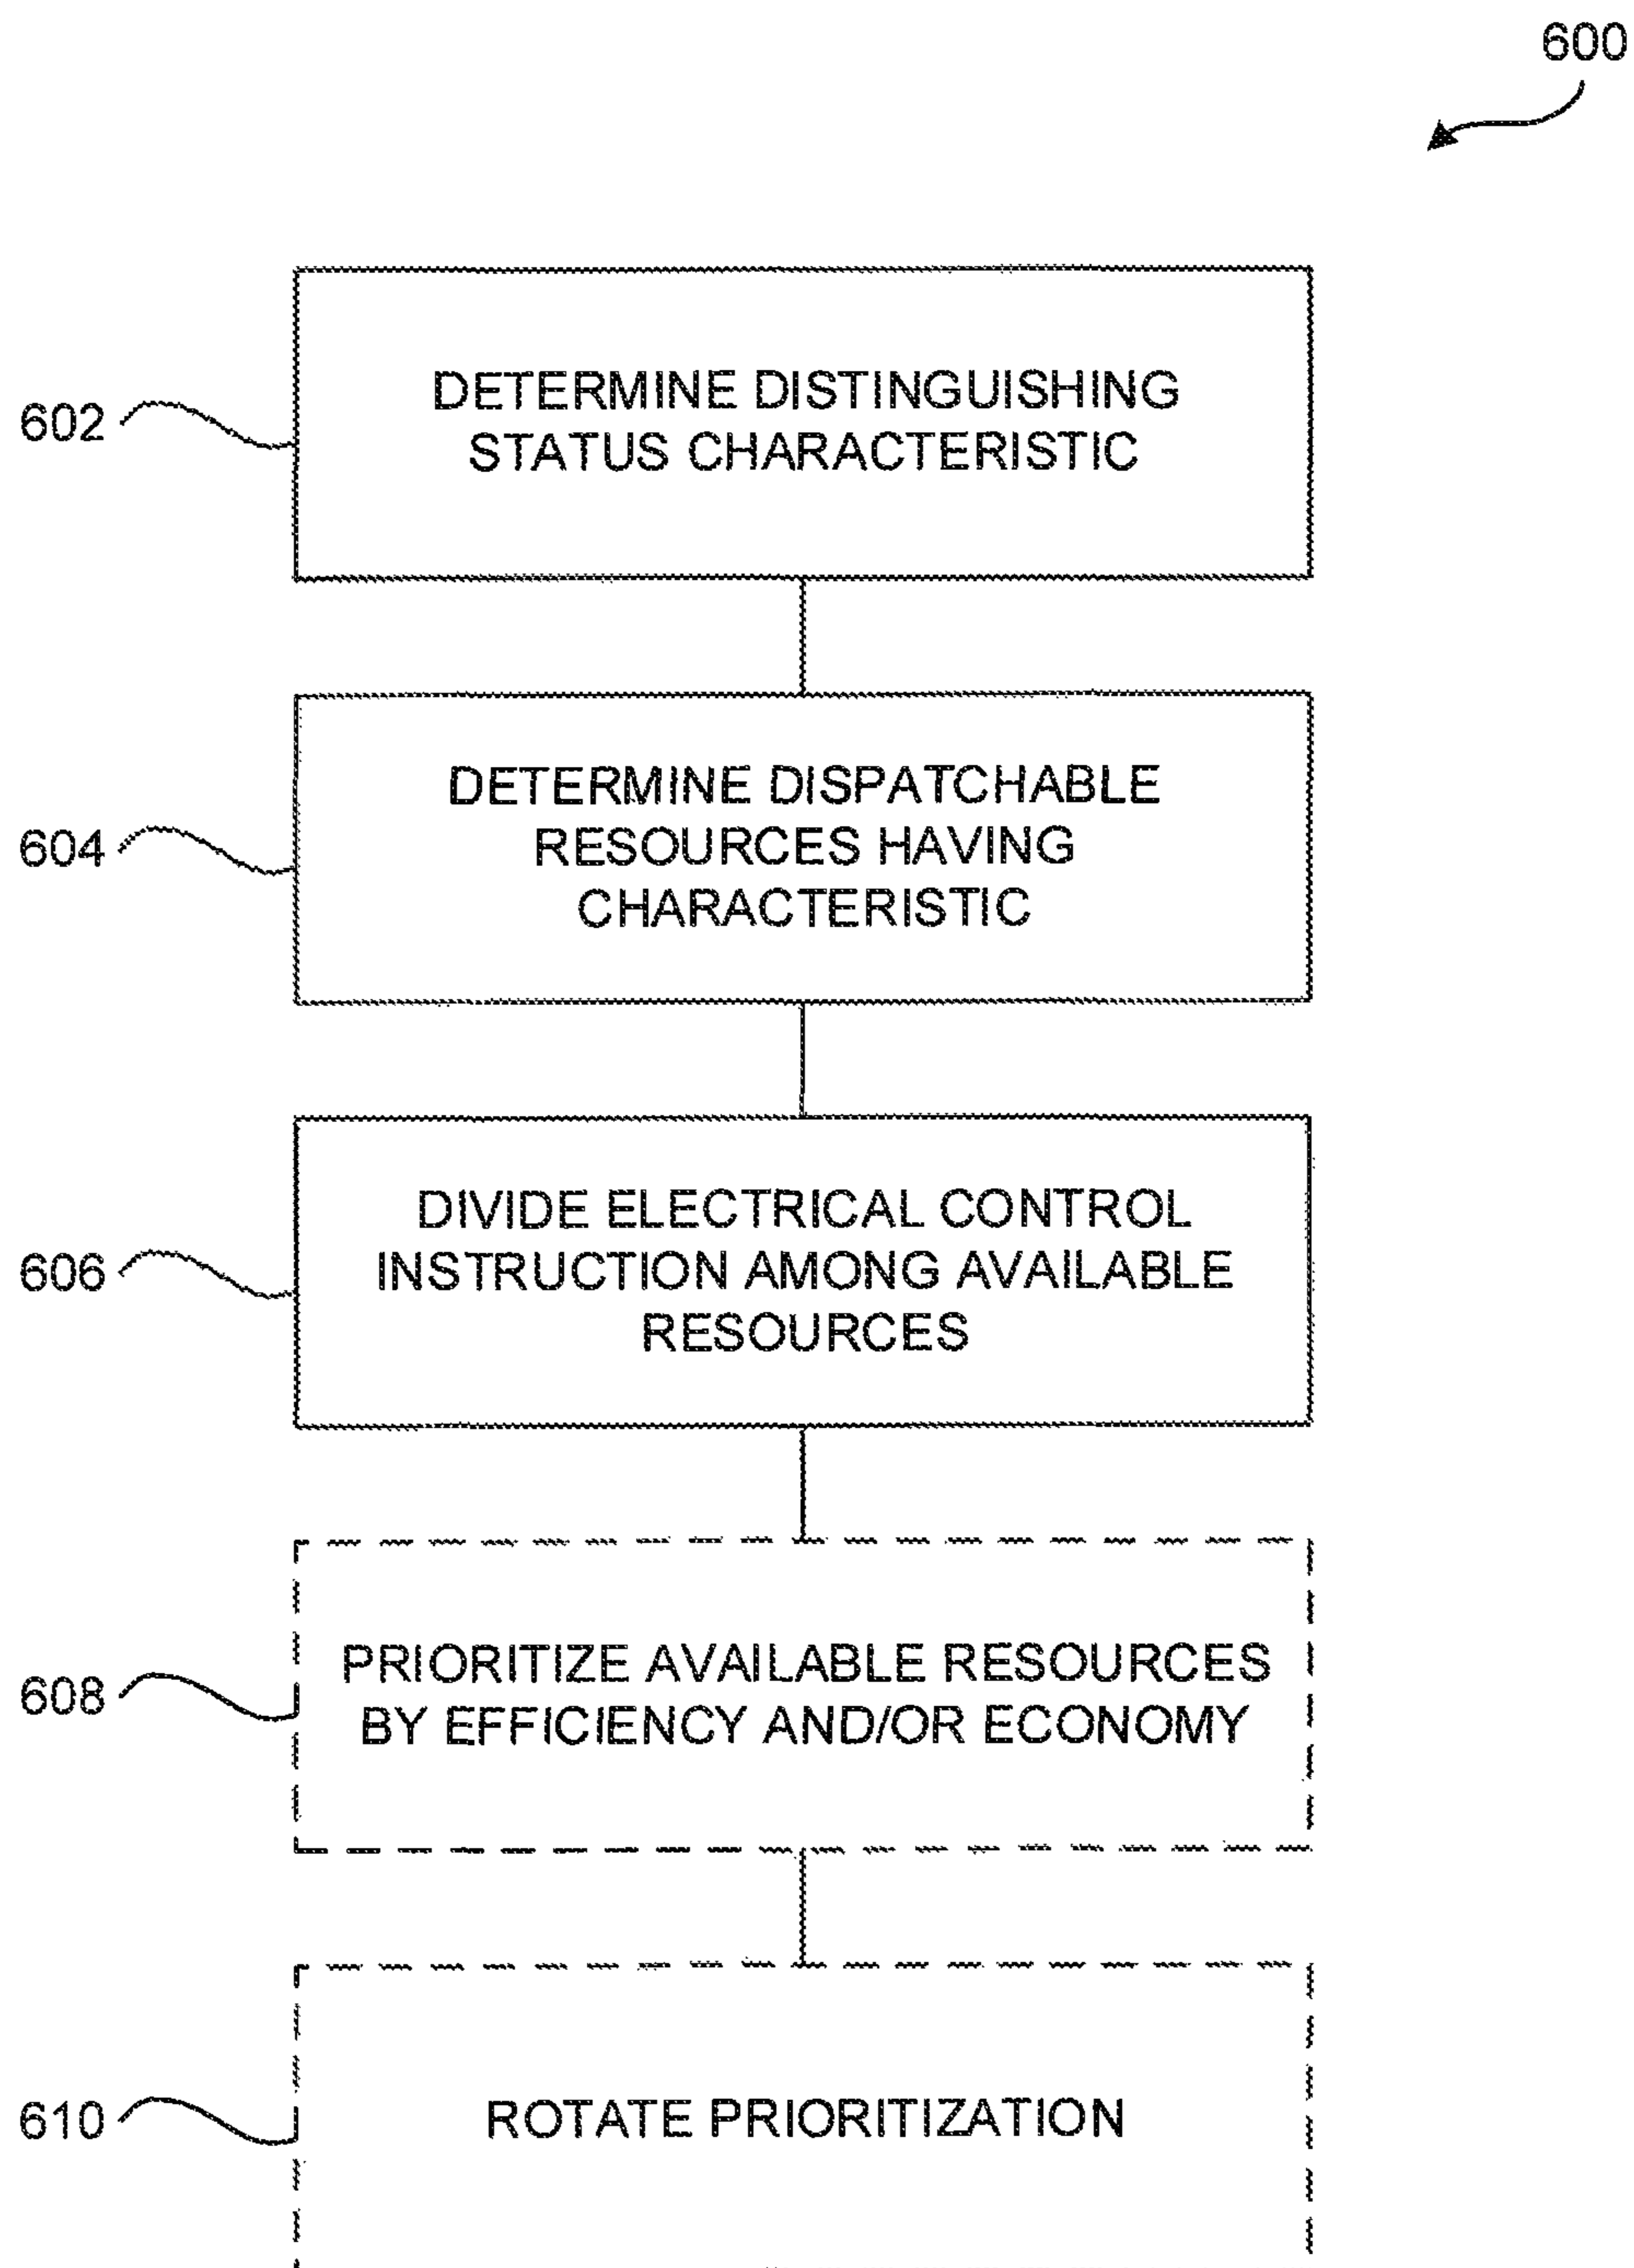 600
602
DETERMINE DISTINGUISHING
STATUS CHARACTERISTIC
604
DETERMINE DISPATCHABLE
RESOURCES HAVING
CHARACTERISTIC
606
DIVIDE ELECTRICAL CONTROL
INSTRUCTION AMONG AVAILABLE
RESOURCES
608
PRIORITIZE AVAILABLE RESOURCES
BY EFFICIENCY AND/OR ECONOMY
610
ROTATE PRIORITIZATION